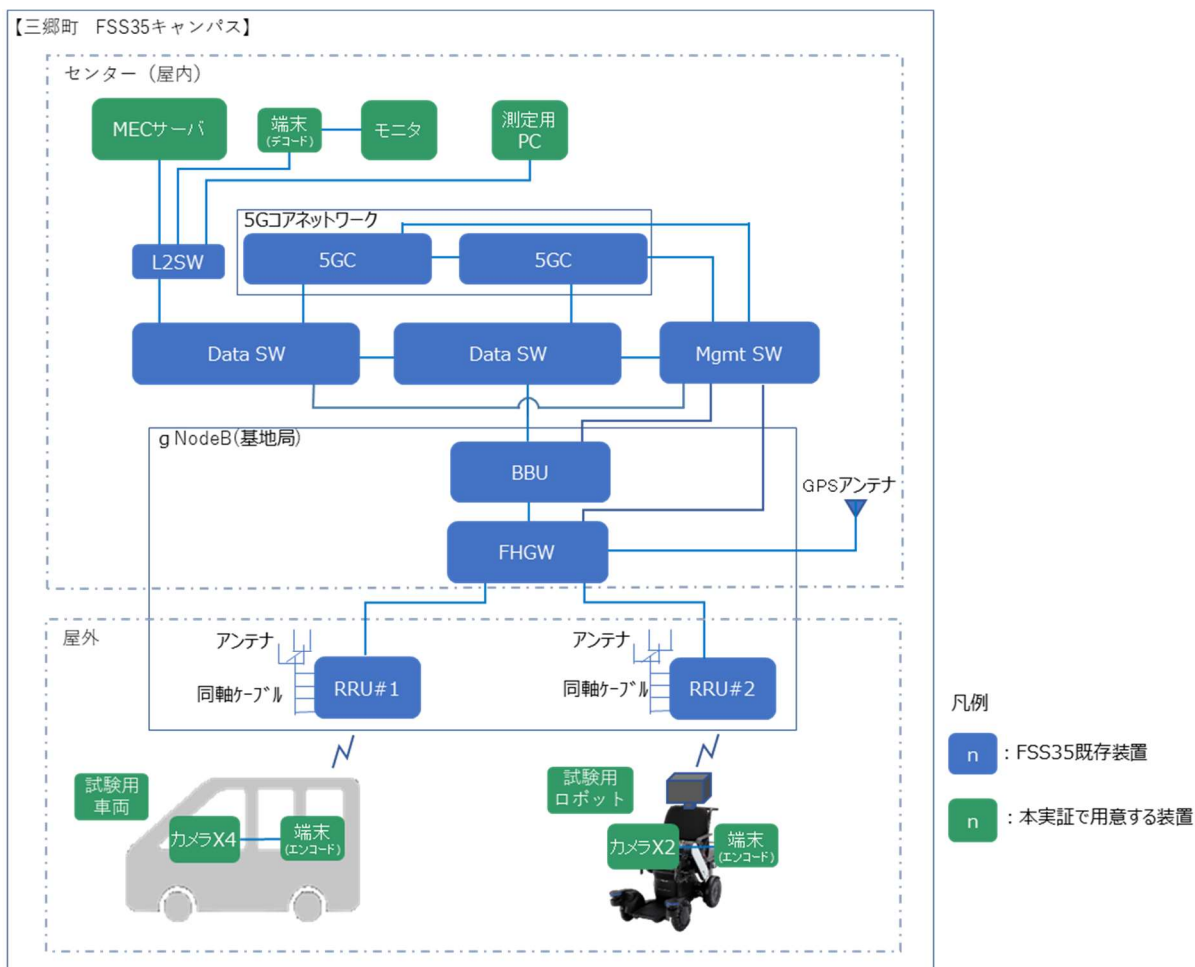 【三郷町 FSS35キャンパス】
センター（屋内）
MECサーバ
端末
(デコード)
モニタ
測定用
PC
5Gコアネットワーク
L2SW
5GC
5GC
Data SW
Data SW
Mgmt SW
g NodeB(基地局)
BBU
GPSアンテナ
FHGW
屋外
アンテナ
同軸ケーブル
RRU#1
アンテナ
同軸ケーブル
RRU#2
試験用
車両
カメラX4
端末
(エンコード)
試験用
ロボット
カメラX2
端末
(エンコード)
凡例
n ：FSS35既存装置
n ：本実証で用意する装置